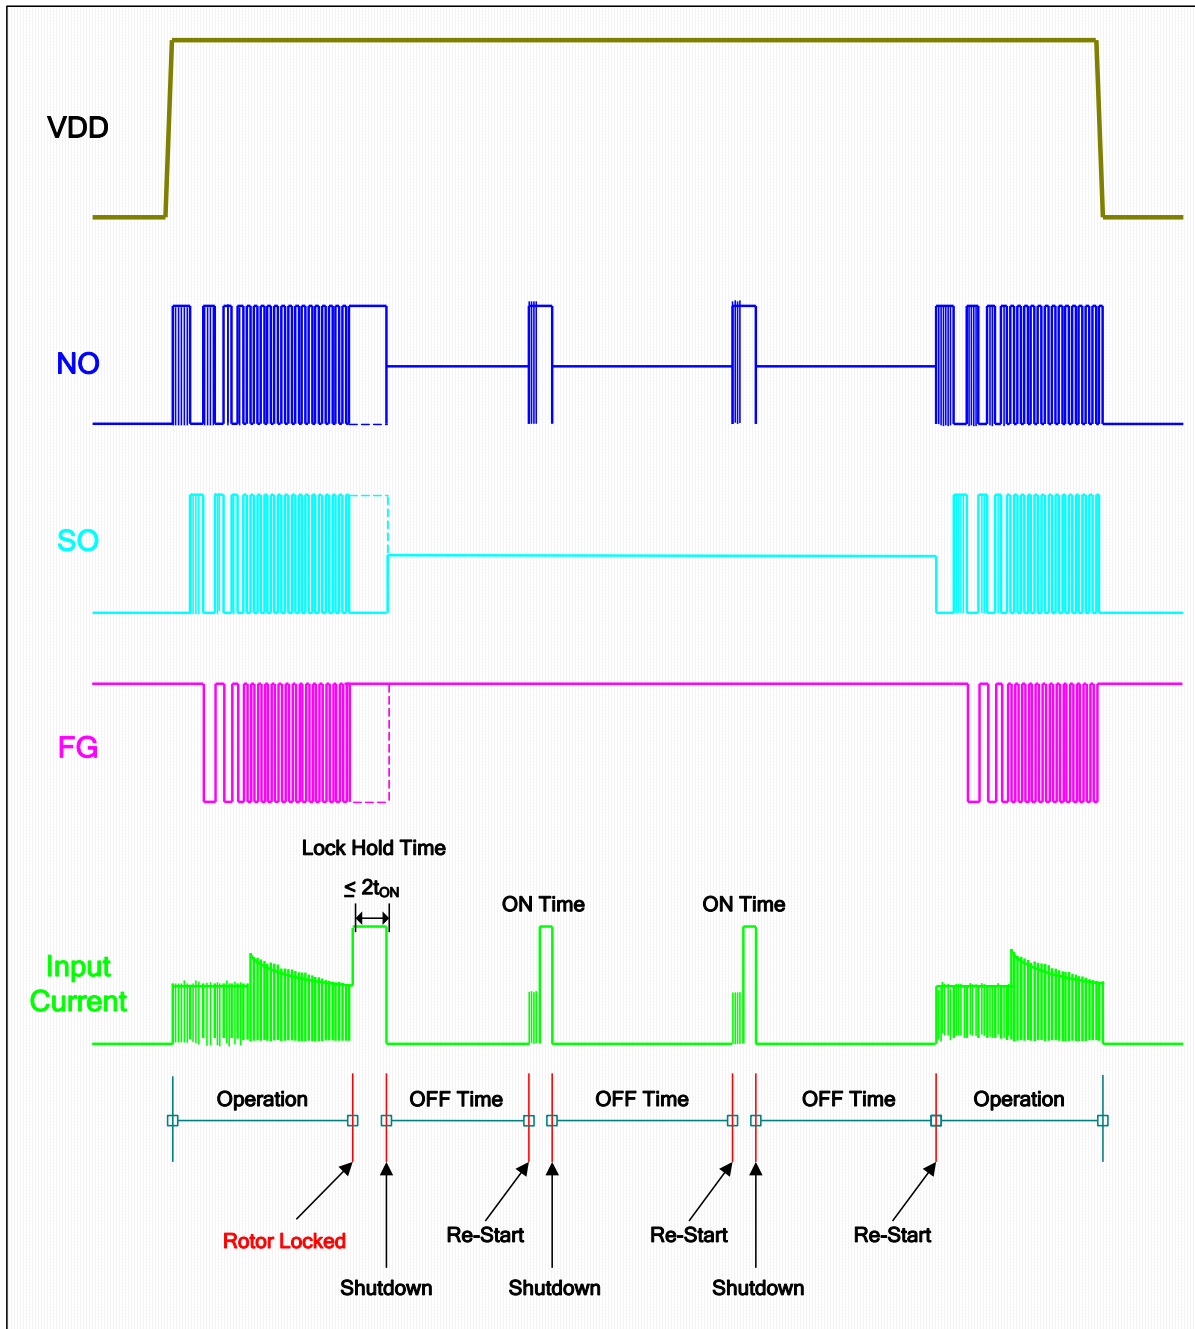 VDD
NO
SO
FG
Lock Hold Time
≤ 2tON
ON Time
ON Time
Input
Current
Operation
OFF Time
OFF Time
OFF Time
Operation
Rotor Locked
Re-Start
Re-Start
Re-Start
Shutdown
Shutdown
Shutdown